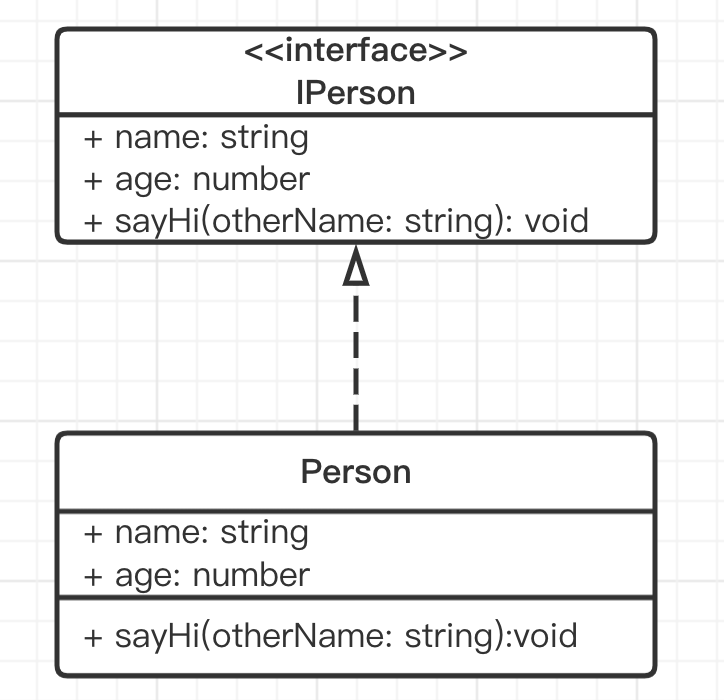 <<interface>>
IPerson
+ name: string
+ age: number
+ sayHi(otherName: string): void
Person
+ name: string
+ age: number
+ sayHi(otherName: string):void